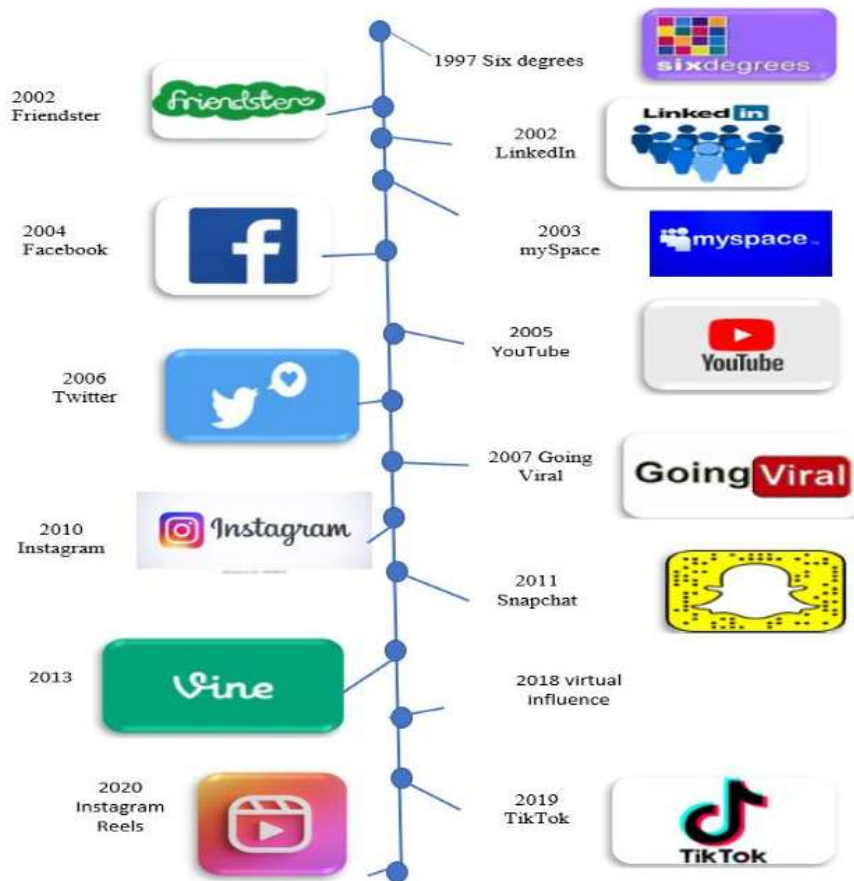 1997 Six degrees
sixdegrees
2002
Friendster
friendster
Linked in
2002
LinkedIn
2004
Facebook
f
2003
mySpace
myspace
2005
YouTube
YouTube
2006
Twitter
2007 Going
Viral
Going Viral
2010
Instagram
Instagram
2011
Snapchat
2013
Vine
2018 virtual
influence
2020
Instagram
Reels
2019
TikTok
TikTok